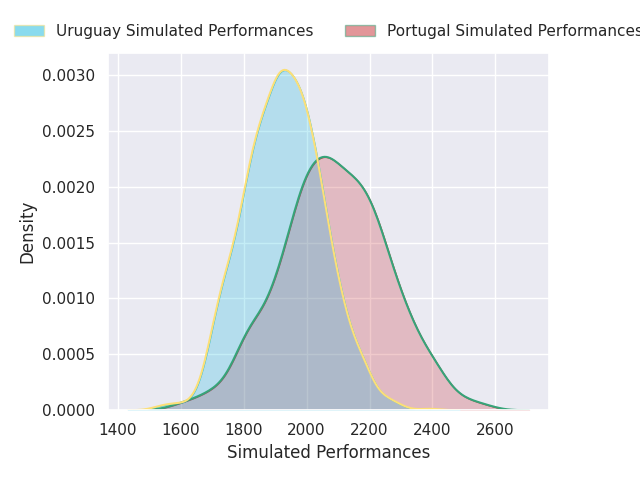 Uruguay Simulated Performances
Portugal Simulated Performances
0.0030
0.0025
0.0020
0.0015
0.0010
0.0005
0.0000
Density
1400 1600 1800 2000 2200 2400 2600
Simulated Performances